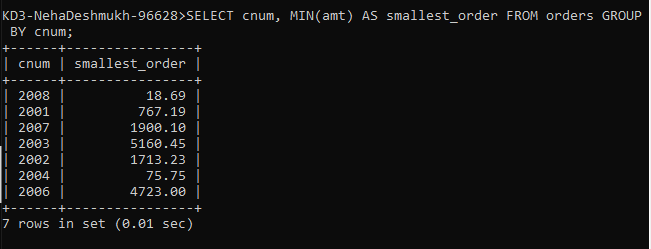 KD3-NehaDeshmukh-96628>SELECT cnum, MIN(amt) AS smallest_order FROM orders GROUP
 BY cnum;
+------+----------------+
| cnum | smallest_order |
+------+----------------+
| 2008 |          18.69 |
| 2001 |         767.19 |
| 2007 |        1900.10 |
| 2003 |        5160.45 |
| 2002 |        1713.23 |
| 2004 |          75.75 |
| 2006 |        4723.00 |
+------+----------------+
7 rows in set (0.01 sec)